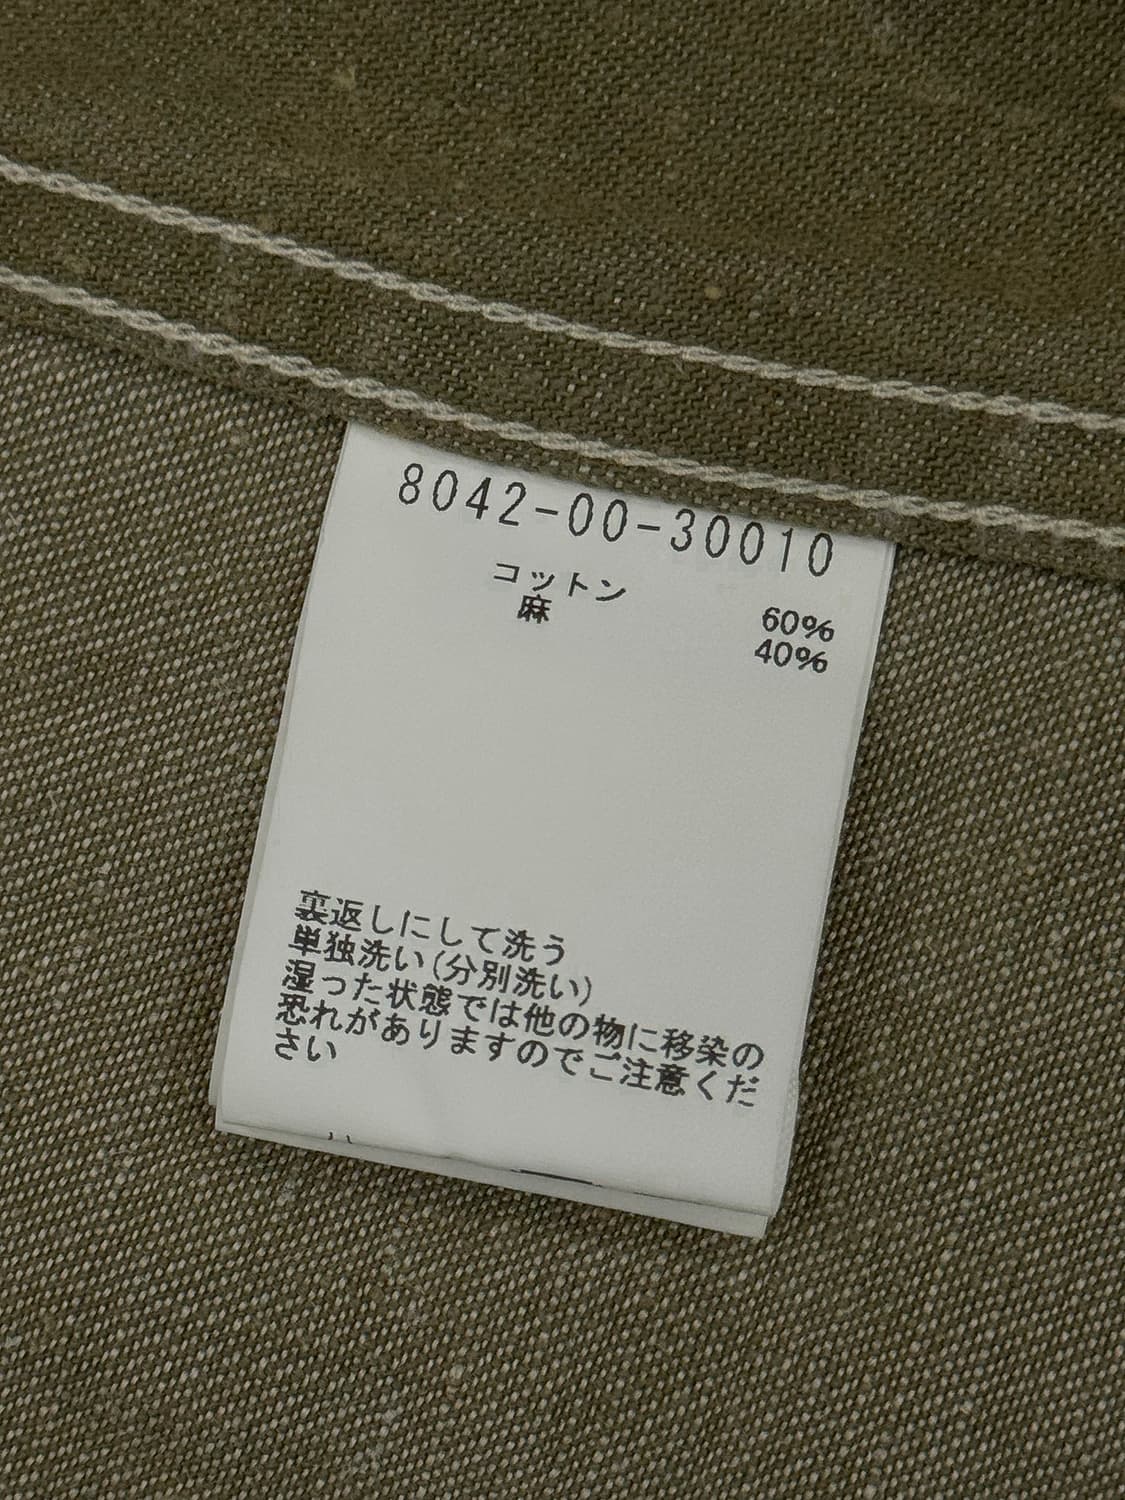 8042-00-30010
コットン 60%
麻 40%
裏返しにして洗う
単独洗い(分別洗い)
湿った状態では他の物に移染の
恐れがありますのでご注意くだ
さい